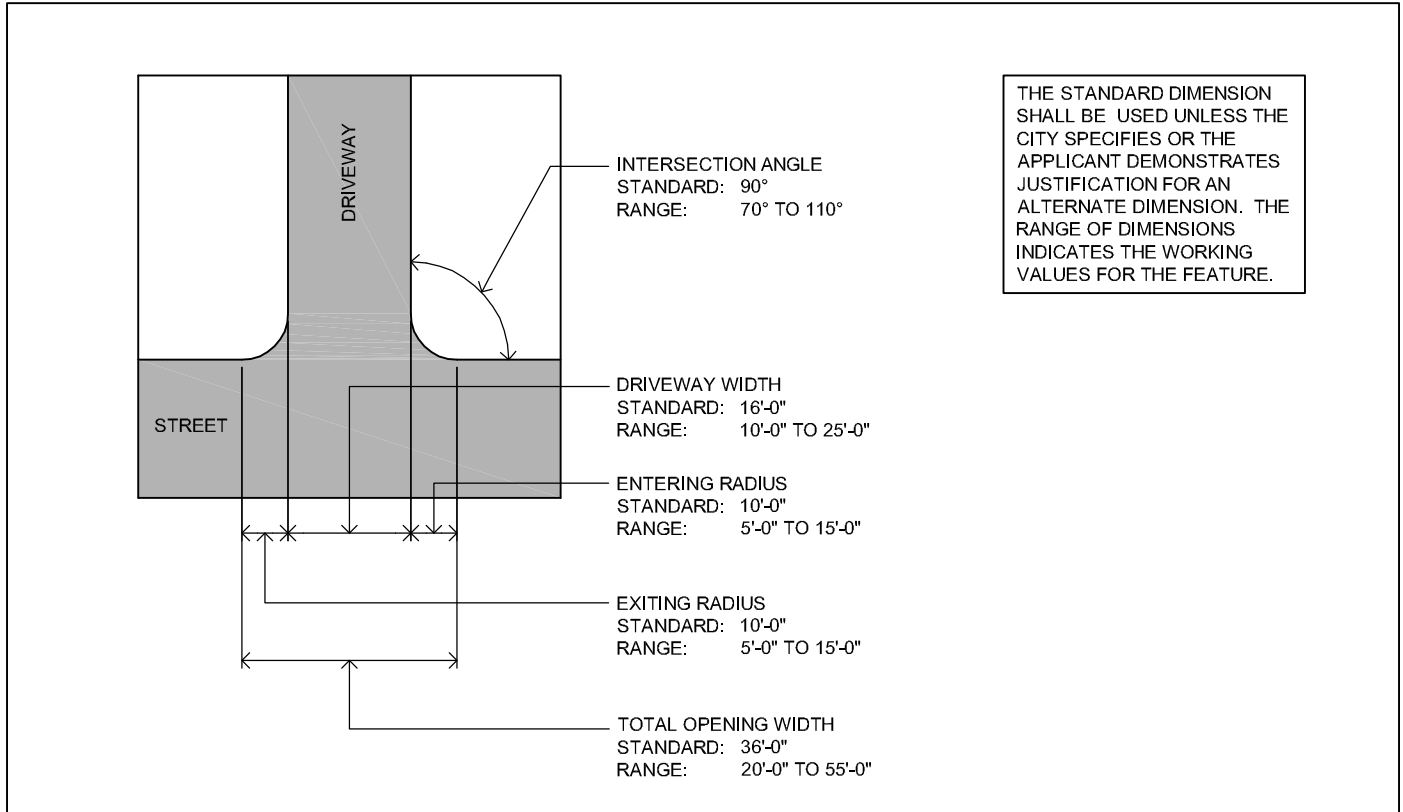 DRIVEWAY
STREET
INTERSECTION ANGLE
STANDARD: 90°
RANGE: 70° TO 110°
DRIVEWAY WIDTH
STANDARD: 16'-0"
RANGE: 10'-0" TO 25'-0"
ENTERING RADIUS
STANDARD: 10'-0"
RANGE: 5'-0" TO 15'-0"
EXITING RADIUS
STANDARD: 10'-0"
RANGE: 5'-0" TO 15'-0"
TOTAL OPENING WIDTH
STANDARD: 36'-0"
RANGE: 20'-0" TO 55'-0"
THE STANDARD DIMENSION
SHALL BE USED UNLESS THE
CITY SPECIFIES OR THE
APPLICANT DEMONSTRATES
JUSTIFICATION FOR AN
ALTERNATE DIMENSION. THE
RANGE OF DIMENSIONS
INDICATES THE WORKING
VALUES FOR THE FEATURE.